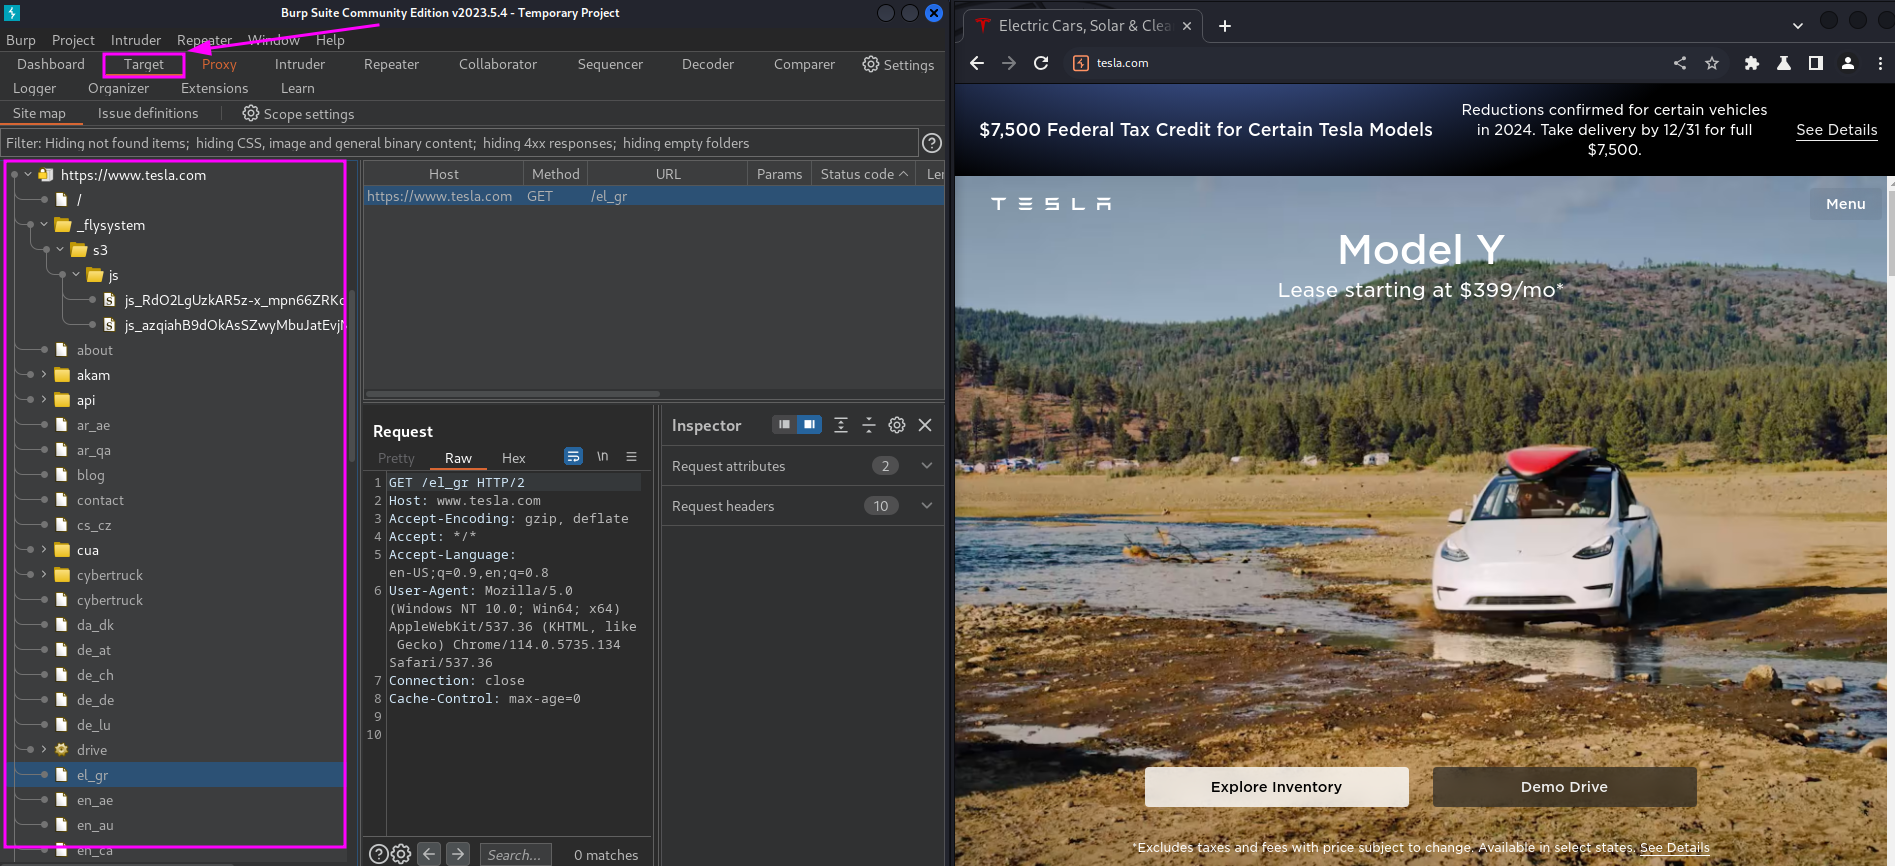 Burp Suite Community Edition v2023.5.4 - Temporary Project
Burp Project Intruder Repeater Window Help
Dashboard Target Proxy Intruder Repeater Collaborator Sequencer Decoder Comparer Settings
Logger Organizer Extensions Learn
Site map Issue definitions Scope settings
Filter: Hiding not found items; hiding CSS, image and general binary content; hiding 4xx responses; hiding empty folders
https://www.tesla.com
/
_flysystem
s3
js
js_RdO2LgUzkAR5z-x_mpn66ZRK
js_azqiahB9dOkAsSZwyMbuJatEvj
about
akam
api
ar_ae
ar_qa
blog
contact
cs_cz
cua
cybertruck
cybertruck
da_dk
de_at
de_ch
de_de
de_lu
drive
el_gr
en_ae
en_au
en_ca
Host Method URL Params Status code Ler
https://www.tesla.com GET /el_gr
Request
Pretty Raw Hex \n
1 GET /el_gr HTTP/2
2 Host: www.tesla.com
3 Accept-Encoding: gzip, deflate
4 Accept: */*
5 Accept-Language:
en-US;q=0.9,en;q=0.8
6 User-Agent: Mozilla/5.0
(Windows NT 10.0; Win64; x64)
AppleWebKit/537.36 (KHTML, like
Gecko) Chrome/114.0.5735.134
Safari/537.36
7 Connection: close
8 Cache-Control: max-age=0
9
10
Search... 0 matches
Inspector
Request attributes 2
Request headers 10
Electric Cars, Solar & Clea
tesla.com
$7,500 Federal Tax Credit for Certain Tesla Models
Reductions confirmed for certain vehicles
in 2024. Take delivery by 12/31 for full
$7,500.
See Details
TESLA
Menu
Model Y
Lease starting at $399/mo*
Explore Inventory
Demo Drive
*Excludes taxes and fees with price subject to change. Available in select states. See Details